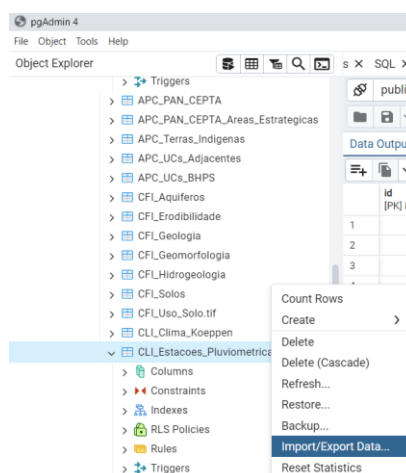 pgAdmin 4
File Object Tools Help
Object Explorer
s × SQL
Triggers
publi
APC_PAN_CEPTA
APC_PAN_CEPTA_Areas_Estrategicas
APC_Terras_Indigenas
Data Outpu
APC_UCs_Adjacentes
APC_UCs_BHPS
CFI_Aquiferos
id
[PK]
CFI_Erodibilidade
CFI_Geologia
1
CFI_Geomorfologia
2
CFI_Hidrogeologia
3
CFI_Solos
CFI_Uso_Solo.tif
CLI_Clima_Koeppen
CLI_Estacoes_Pluviometrica
Columns
Constraints
Indexes
RLS Policies
Rules
Triggers
Count Rows
Create
Delete
Delete (Cascade)
Refresh...
Restore...
Backup...
Import/Export Data...
Reset Statistics